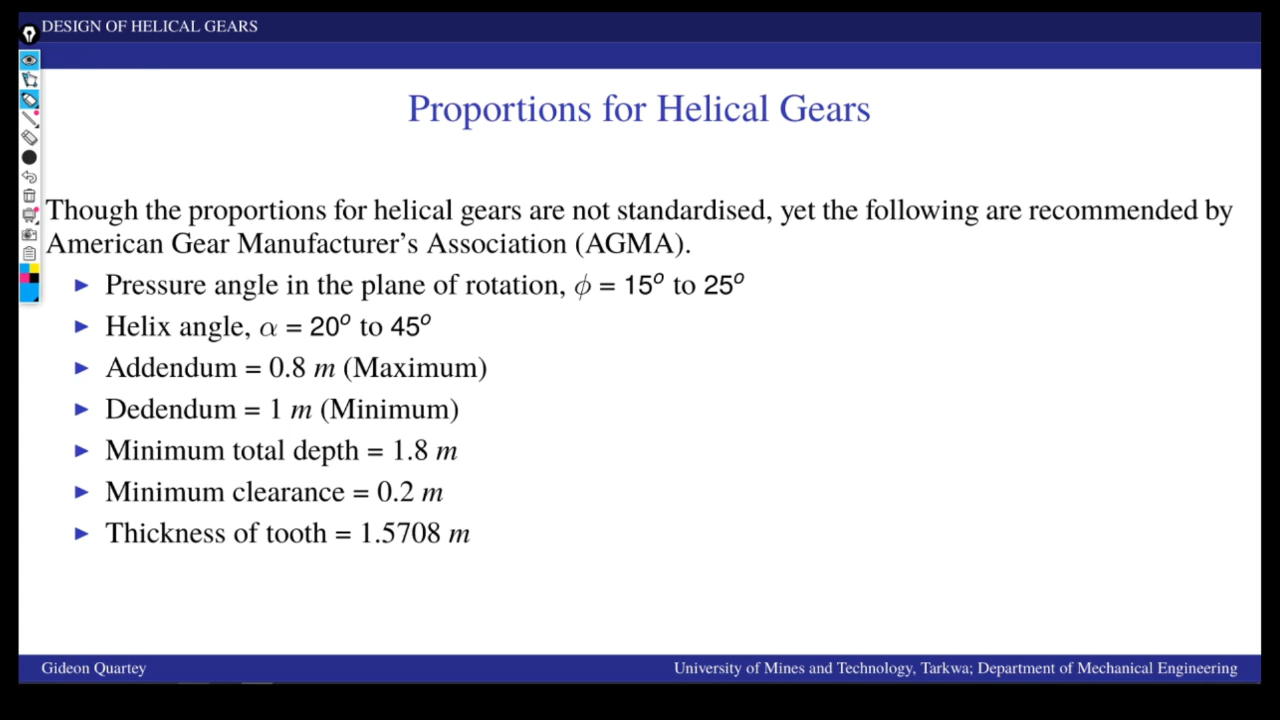 DESIGN OF HELICAL GEARS
Proportions for Helical Gears
Though the proportions for helical gears are not standardised, yet the following are recommended by
American Gear Manufacturer's Association (AGMA).
► Pressure angle in the plane of rotation, ϕ = 15° to 25°
► Helix angle, α = 20° to 45°
► Addendum = 0.8 m (Maximum)
► Dedendum = 1 m (Minimum)
► Minimum total depth = 1.8 m
► Minimum clearance = 0.2 m
► Thickness of tooth = 1.5708 m
Gideon Quartey
University of Mines and Technology, Tarkwa; Department of Mechanical Engineering